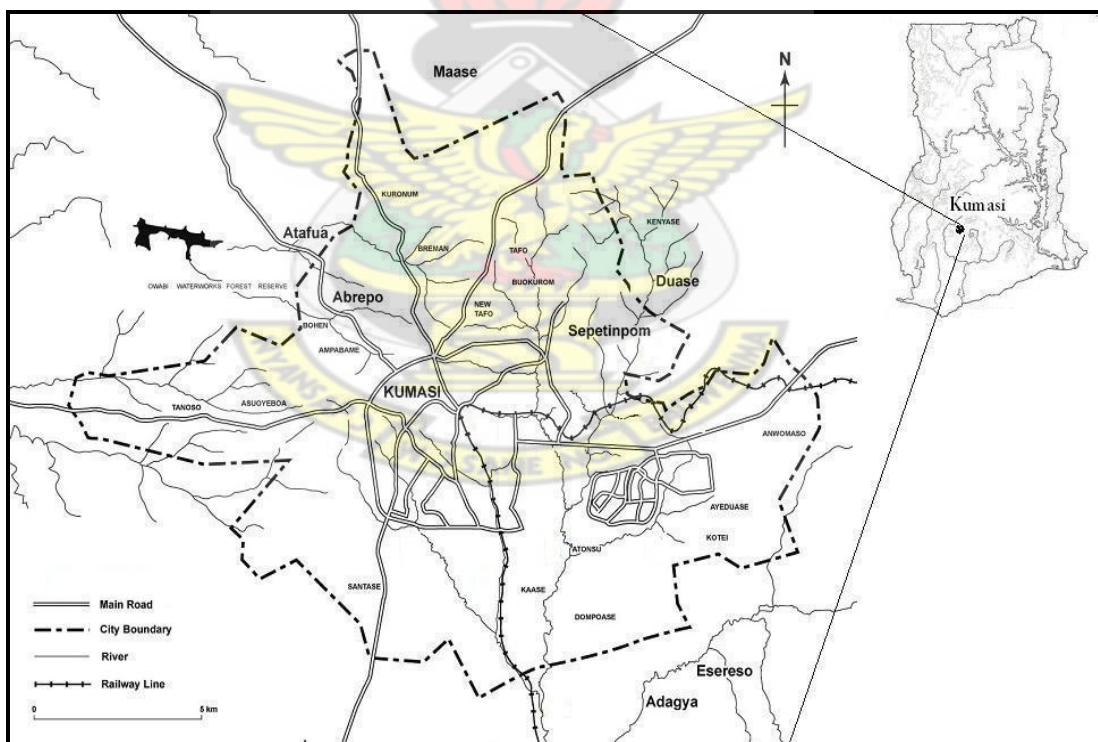 Maase
N
KURONUM
KENYASE
Kumasi
Atafua
BREMAN
TAFO
BUOKUROM
Duase
OWABI WATERWORKS FOREST RESERVE
Abrepo
NEW
TAFO
Sepetinpom
BOHEN
AMPABAME
KUMASI
TANOSO
ASUOYEBOA
ANWOMASO
AYEDUASE
KOTEI
ATONSU
SANTASE
KAASE
DOMPOASE
Main Road
City Boundary
River
Railway Line
0 5 km
Esereso
Adagya